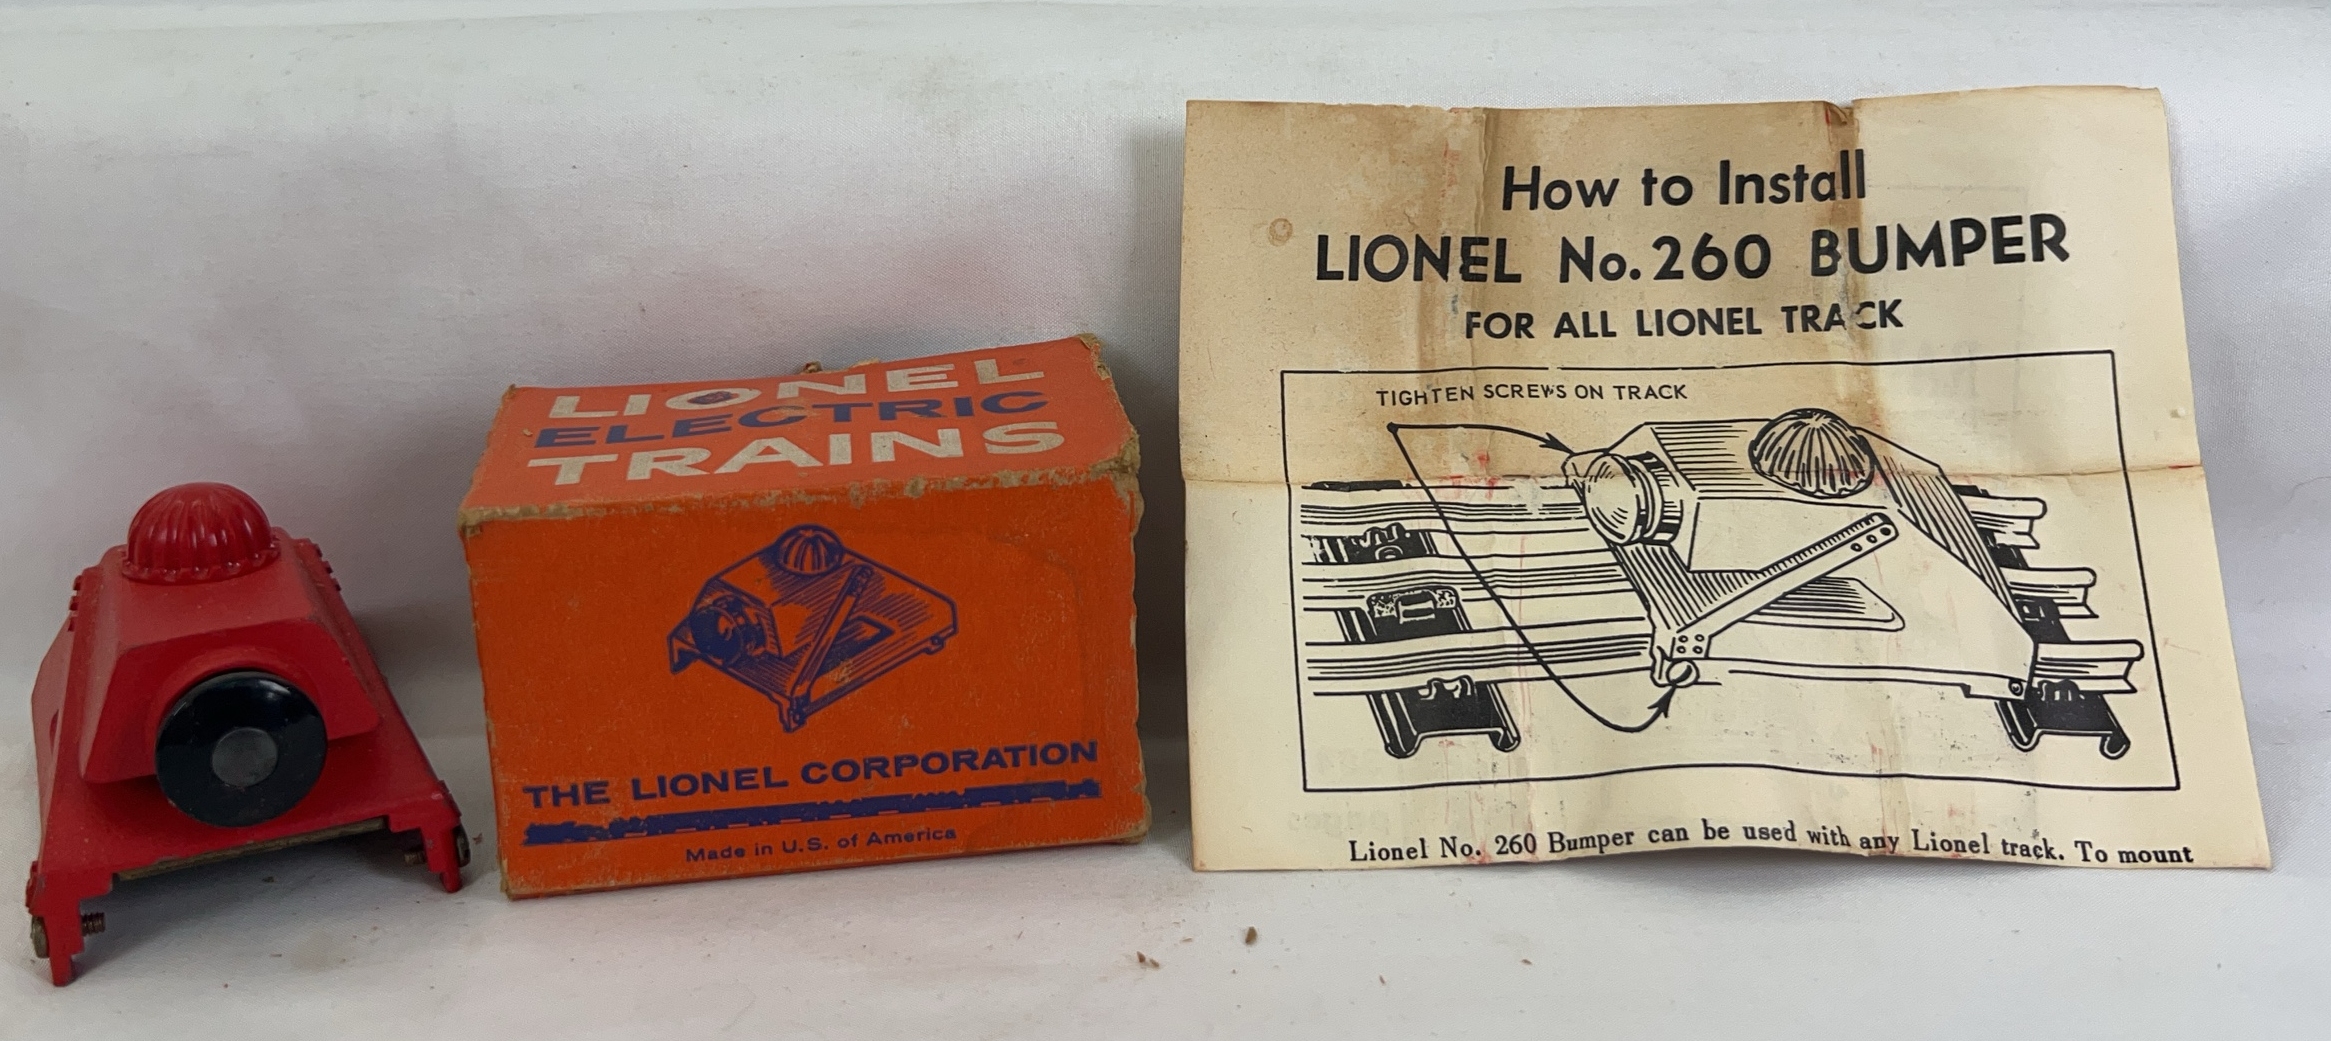 LIONEL
ELECTRIC
TRAINS
THE LIONEL CORPORATION
Made in U.S. of America
How to Install
LIONEL No. 260 BUMPER
FOR ALL LIONEL TRACK
TIGHTEN SCREWS ON TRACK
Lionel No. 260 Bumper can be used with any Lionel track. To mount